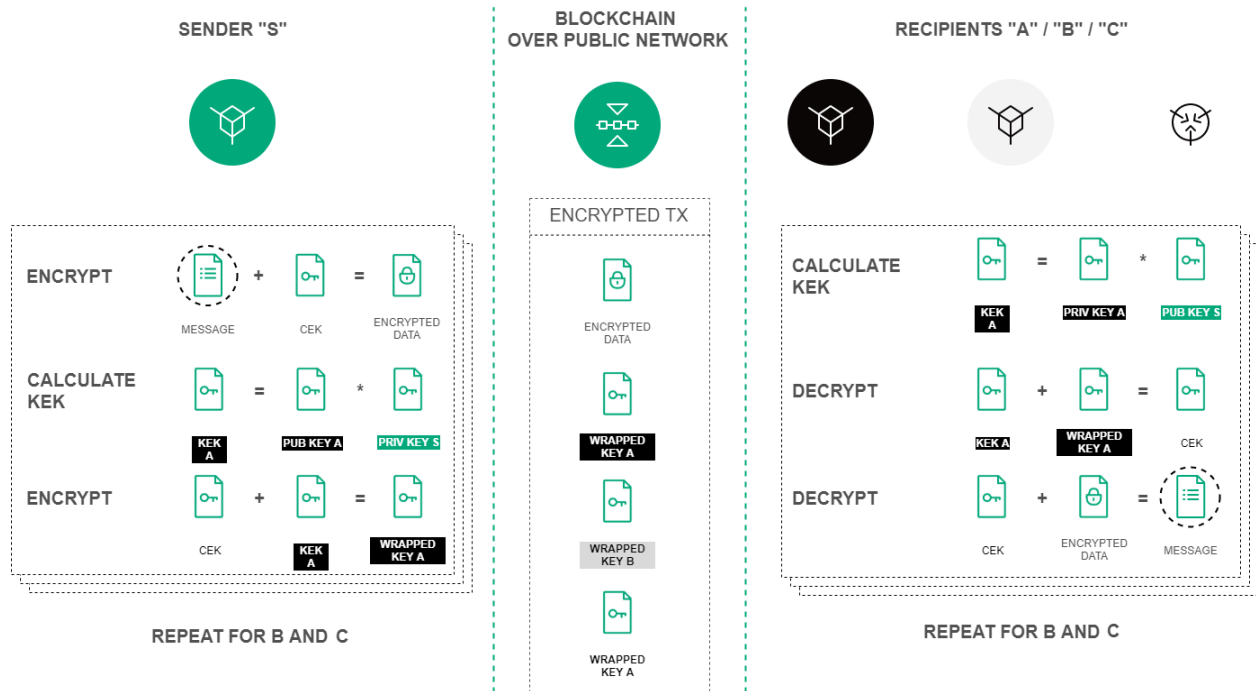 SENDER "S"
BLOCKCHAIN
OVER PUBLIC NETWORK
RECIPIENTS "A" / "B" / "C"
ENCRYPT
+
=
MESSAGE
CEK
ENCRYPTED
DATA
CALCULATE
KEK
=
*
KEK
A
PUB KEY A
PRIV KEY S
ENCRYPT
+
=
CEK
KEK
A
WRAPPED
KEY A
REPEAT FOR B AND C
ENCRYPTED TX
ENCRYPTED
DATA
WRAPPED
KEY A
WRAPPED
KEY B
WRAPPED
KEY A
CALCULATE
KEK
=
*
KEK
A
PRIV KEY A
PUB KEY S
DECRYPT
+
=
KEK A
WRAPPED
KEY A
CEK
DECRYPT
+
=
CEK
ENCRYPTED
DATA
MESSAGE
REPEAT FOR B AND C